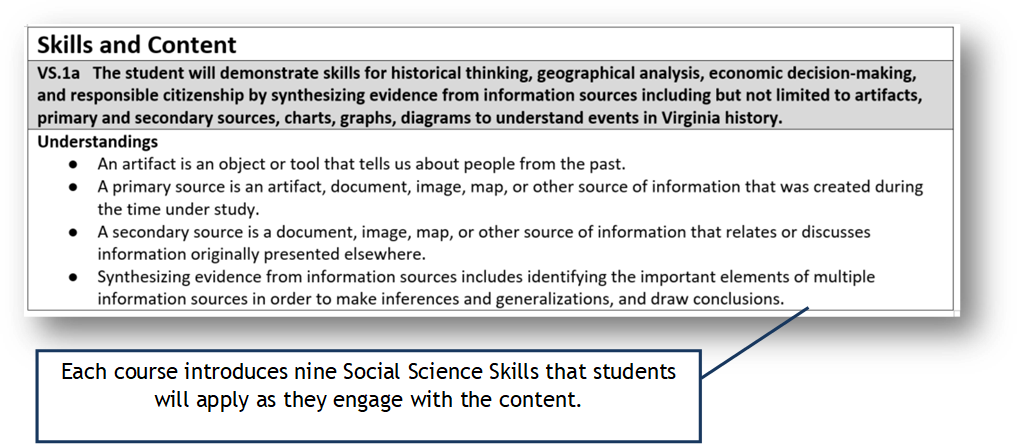 Skills and Content
VS.1a The student will demonstrate skills for historical thinking, geographical analysis, economic decision-making,
and responsible citizenship by synthesizing evidence from information sources including but not limited to artifacts,
primary and secondary sources, charts, graphs, diagrams to understand events in Virginia history.
Understandings
● An artifact is an object or tool that tells us about people from the past.
● A primary source is an artifact, document, image, map, or other source of information that was created during
the time under study.
● A secondary source is a document, image, map, or other source of information that relates or discusses
information originally presented elsewhere.
● Synthesizing evidence from information sources includes identifying the important elements of multiple
information sources in order to make inferences and generalizations, and draw conclusions.
Each course introduces nine Social Science Skills that students
will apply as they engage with the content.